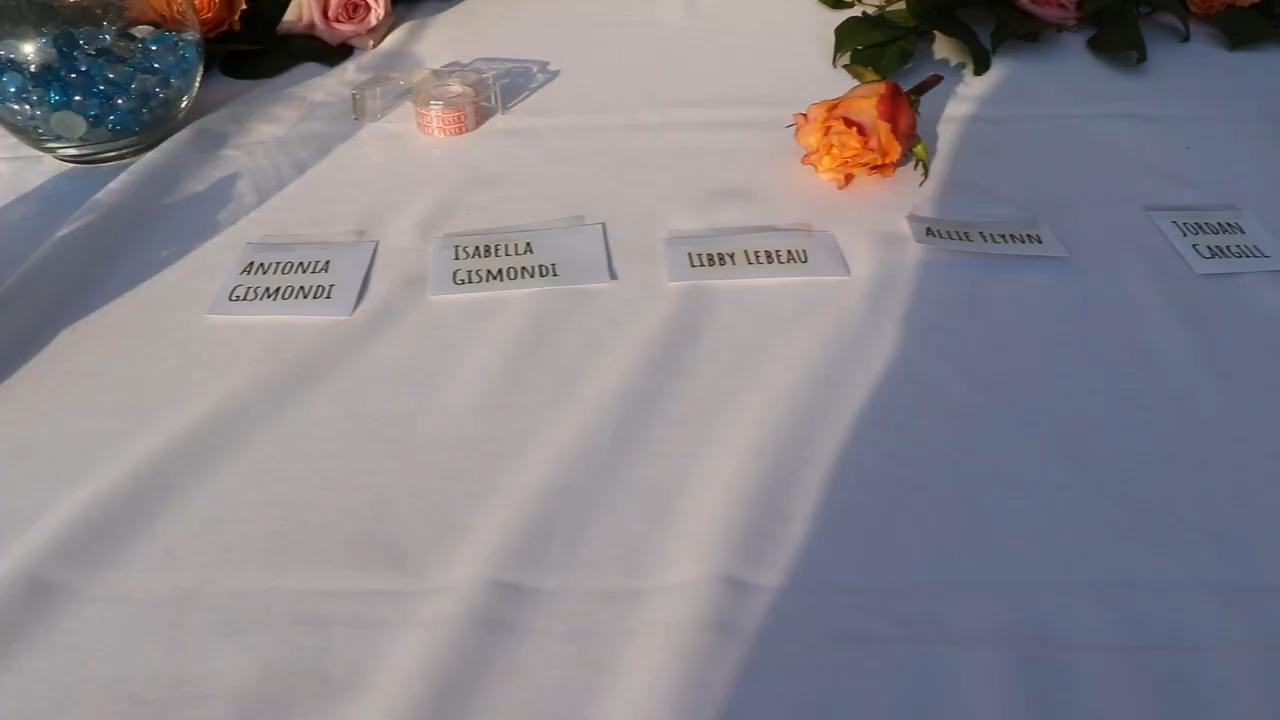 ANTONIA
GISMONDI
ISABELLA
GISMONDI
LIBBY LEBEAU
ALLIE FLYNN
JORDAN
CARGILL